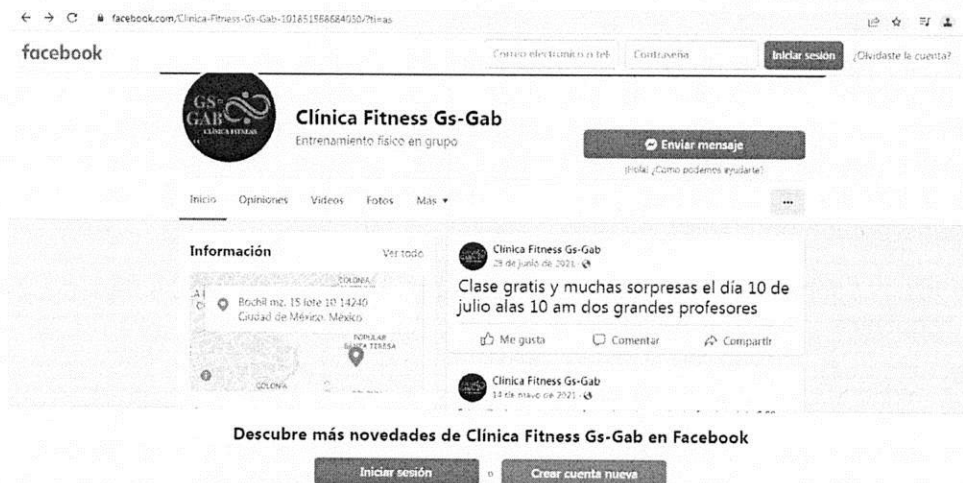 facebook.com/Clinica-Fitness-Gs-Gab-101851568684030/?ti=as
facebook
Correo electrónico o tel
Contraseña
Iniciar sesión
¿Olvidaste la cuenta?
GS-GAB
CLÍNICA FITNESS
Clínica Fitness Gs-Gab
Entrenamiento físico en grupo
Enviar mensaje
¡Hola! ¿Cómo podemos ayudarte?
Inicio Opiniones Videos Fotos Más
Información Ver todo
COLONIA
Bochil mz. 15 lote 10 14240
Ciudad de México, México
POPULAR
SANTA TERESA
COLONIA
Clínica Fitness Gs-Gab
28 de junio de 2021
Clase gratis y muchas sorpresas el día 10 de
julio alas 10 am dos grandes profesores
Me gusta Comentar Compartir
Clínica Fitness Gs-Gab
14 de mayo de 2021
Descubre más novedades de Clínica Fitness Gs-Gab en Facebook
Iniciar sesión o Crear cuenta nueva